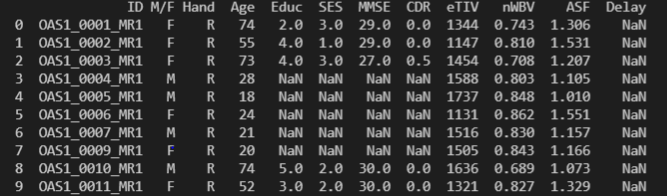 ID M/F Hand Age Educ SES MMSE CDR eTIV nWBV ASF Delay
0 OAS1_0001_MR1 F R 74 2.0 3.0 29.0 0.0 1344 0.743 1.306 NaN
1 OAS1_0002_MR1 F R 55 4.0 1.0 29.0 0.0 1147 0.810 1.531 NaN
2 OAS1_0003_MR1 F R 73 4.0 3.0 27.0 0.5 1454 0.708 1.207 NaN
3 OAS1_0004_MR1 M R 28 NaN NaN NaN NaN 1588 0.803 1.105 NaN
4 OAS1_0005_MR1 M R 18 NaN NaN NaN NaN 1737 0.848 1.010 NaN
5 OAS1_0006_MR1 F R 24 NaN NaN NaN NaN 1131 0.862 1.551 NaN
6 OAS1_0007_MR1 M R 21 NaN NaN NaN NaN 1516 0.830 1.157 NaN
7 OAS1_0009_MR1 F R 20 NaN NaN NaN NaN 1505 0.843 1.166 NaN
8 OAS1_0010_MR1 M R 74 5.0 2.0 30.0 0.0 1636 0.689 1.073 NaN
9 OAS1_0011_MR1 F R 52 3.0 2.0 30.0 0.0 1321 0.827 1.329 NaN